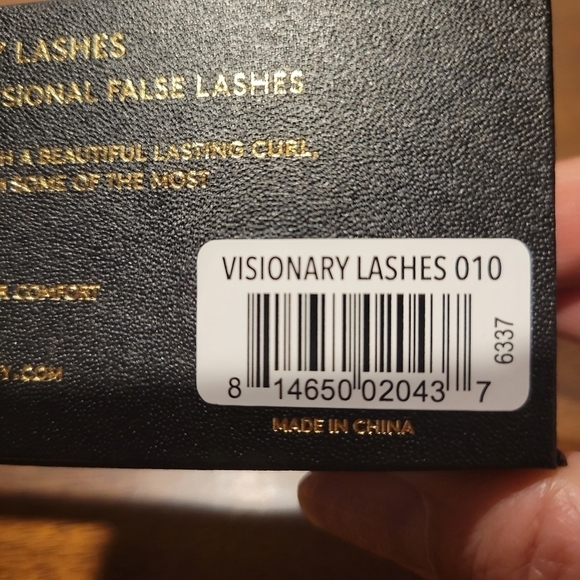 Y LASHES
SIONAL FALSE LASHES
H A BEAUTIFUL LASTING CURL,
SOME OF THE MOST
R COMFORT
Y.COM
VISIONARY LASHES 010
6337
8 14650 02043 7
MADE IN CHINA